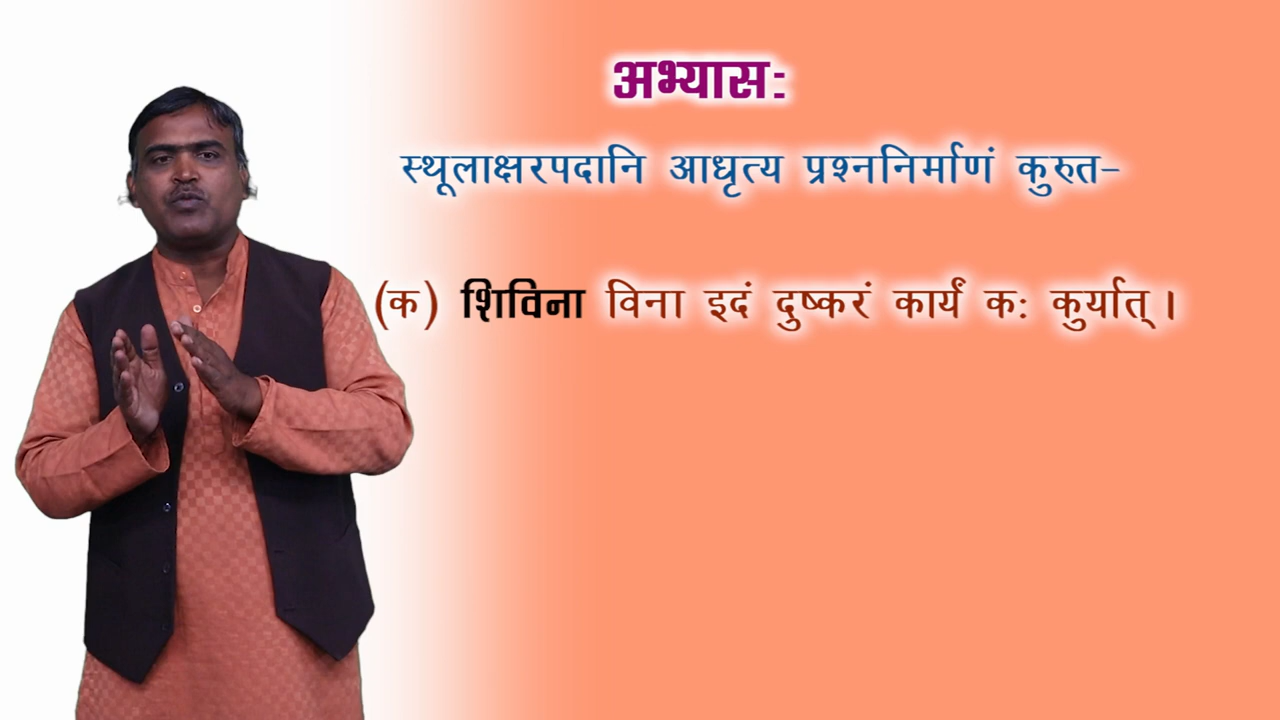 अभ्यासः
स्थूलाक्षरपदानि आधृत्य प्रश्ननिर्माणं कुरुत-
(क) शिविना विना इदं दुष्करं कार्यं कः कुर्यात् ।